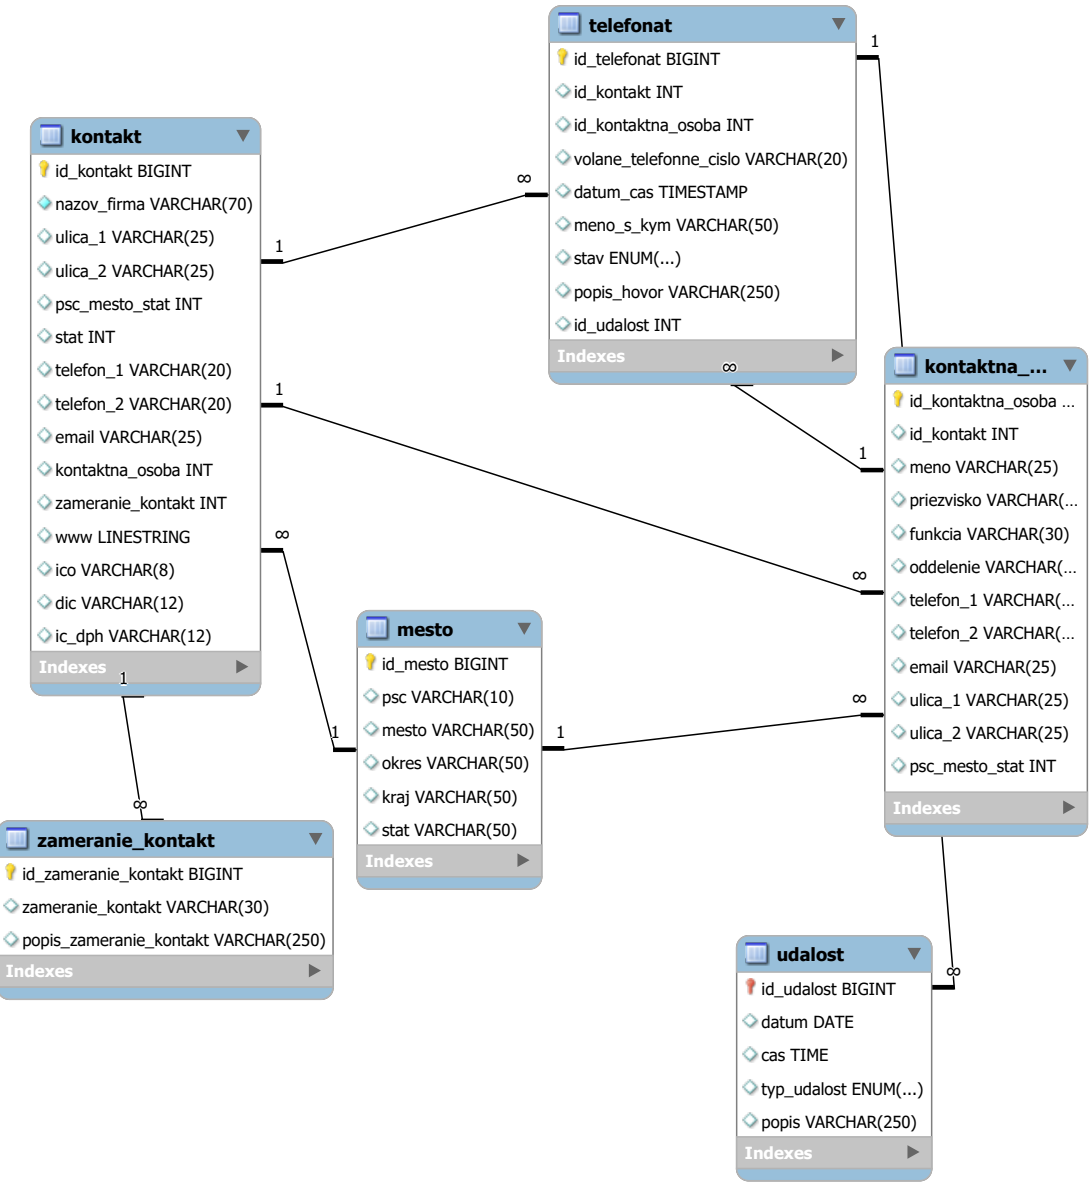 telefonat
id_telefonat BIGINT
id_kontakt INT
id_kontaktna_osoba INT
volane_telefonne_cislo VARCHAR(20)
datum_cas TIMESTAMP
meno_s_kym VARCHAR(50)
stav ENUM(...)
popis_hovor VARCHAR(250)
id_udalost INT
Indexes
kontakt
id_kontakt BIGINT
nazov_firma VARCHAR(70)
ulica_1 VARCHAR(25)
ulica_2 VARCHAR(25)
psc_mesto_stat INT
stat INT
telefon_1 VARCHAR(20)
telefon_2 VARCHAR(20)
email VARCHAR(25)
kontaktna_osoba INT
zameranie_kontakt INT
www LINESTRING
ico VARCHAR(8)
dic VARCHAR(12)
ic_dph VARCHAR(12)
Indexes
kontaktna_...
id_kontaktna_osoba ...
id_kontakt INT
meno VARCHAR(25)
priezvisko VARCHAR(...
funkcia VARCHAR(30)
oddelenie VARCHAR(...
telefon_1 VARCHAR(...
telefon_2 VARCHAR(...
email VARCHAR(25)
ulica_1 VARCHAR(25)
ulica_2 VARCHAR(25)
psc_mesto_stat INT
Indexes
mesto
id_mesto BIGINT
psc VARCHAR(10)
mesto VARCHAR(50)
okres VARCHAR(50)
kraj VARCHAR(50)
stat VARCHAR(50)
Indexes
zameranie_kontakt
id_zameranie_kontakt BIGINT
zameranie_kontakt VARCHAR(30)
popis_zameranie_kontakt VARCHAR(250)
Indexes
udalost
id_udalost BIGINT
datum DATE
cas TIME
typ_udalost ENUM(...)
popis VARCHAR(250)
Indexes
1
∞
1
∞
1
1
∞
∞
1
1
∞
1
∞
∞